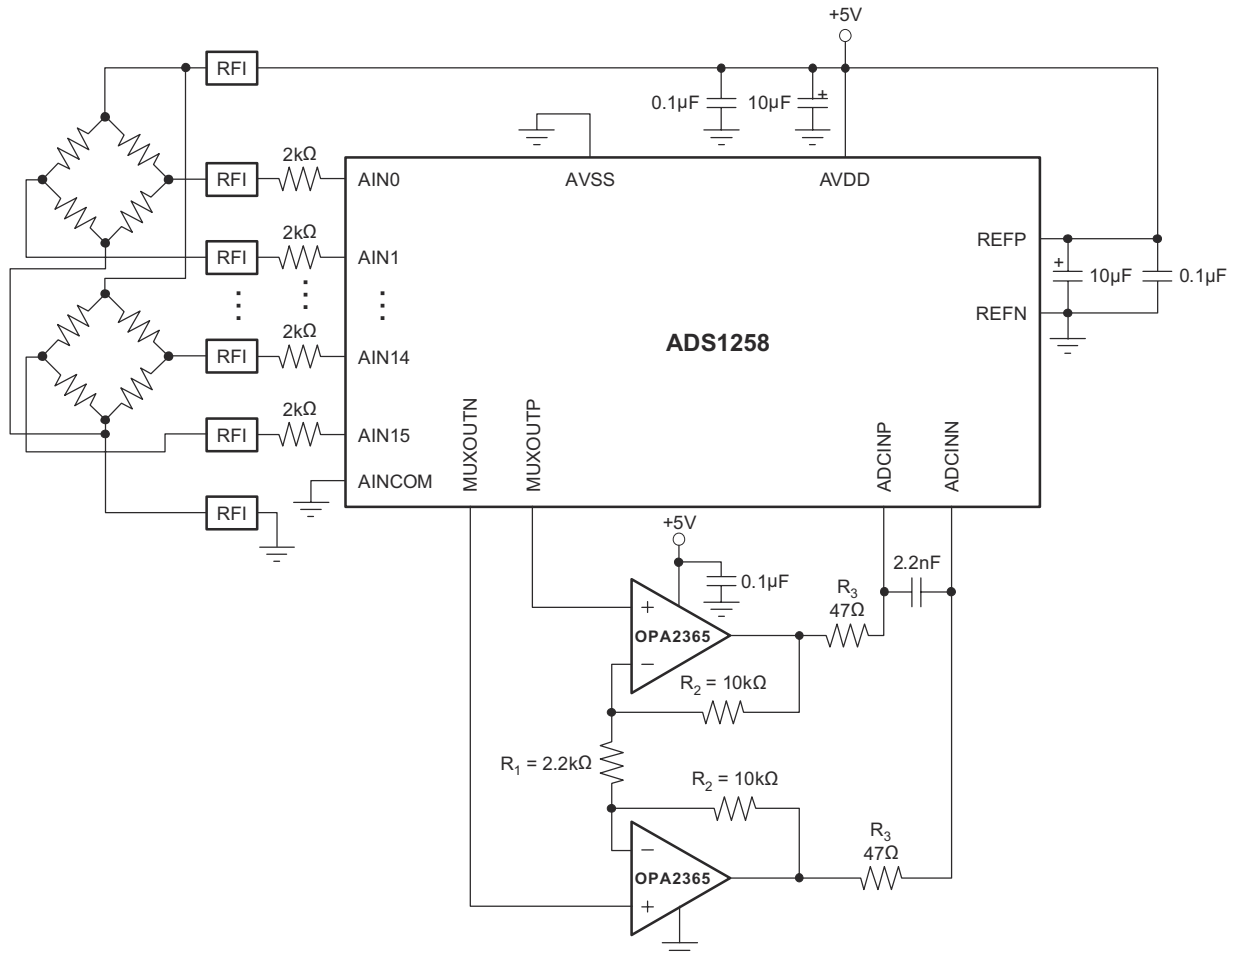 +5V
RFI
0.1µF
10µF
+
2kΩ
RFI
AIN0
AVSS
AVDD
2kΩ
RFI
AIN1
REFP
+
10µF
0.1µF
REFN
2kΩ
RFI
AIN14
ADS1258
2kΩ
RFI
AIN15
AINCOM
MUXOUTN
MUXOUTP
ADCINP
ADCINN
RFI
+5V
0.1µF
2.2nF
+
OPA2365
−
R3
47Ω
R2 = 10kΩ
R1 = 2.2kΩ
R2 = 10kΩ
−
OPA2365
+
R3
47Ω